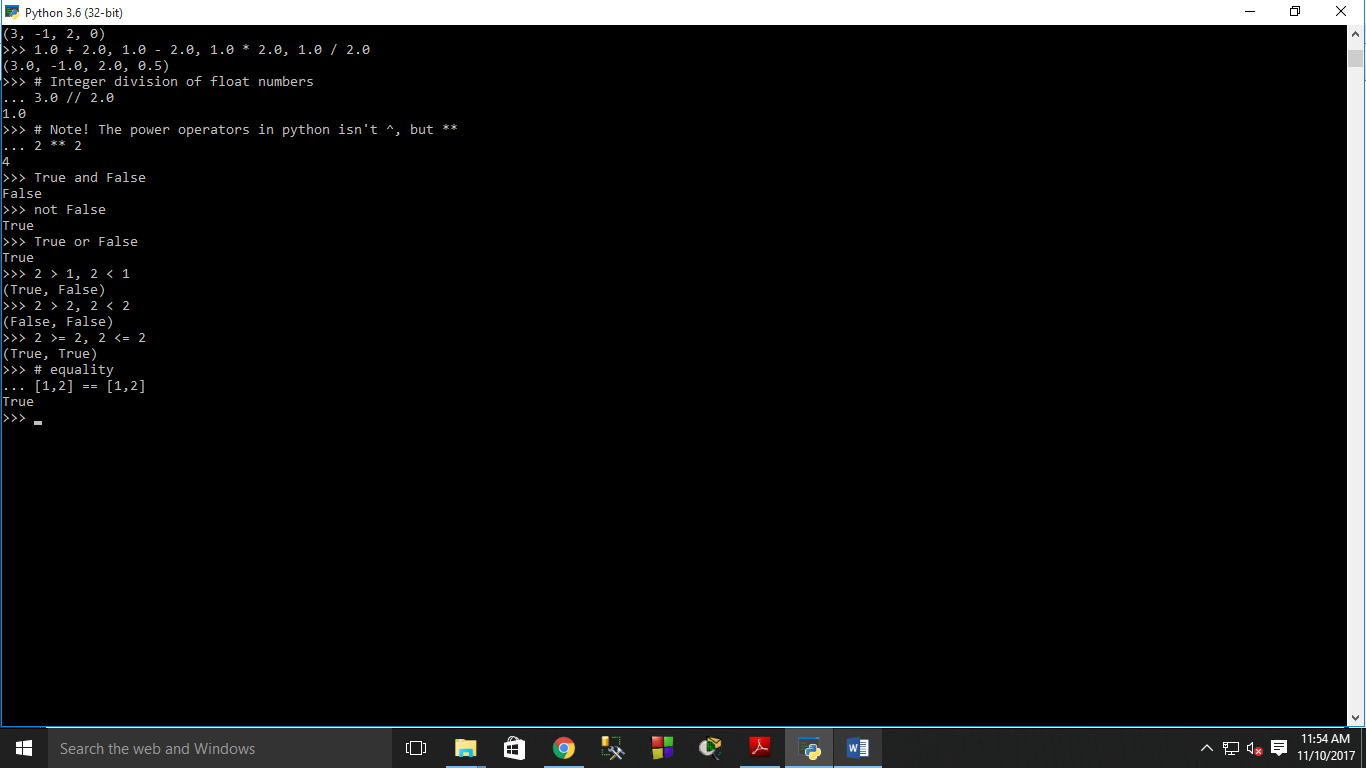 Python 3.6 (32-bit)
(3, -1, 2, 0)
>>> 1.0 + 2.0, 1.0 - 2.0, 1.0 * 2.0, 1.0 / 2.0
(3.0, -1.0, 2.0, 0.5)
>>> # Integer division of float numbers
... 3.0 // 2.0
1.0
>>> # Note! The power operators in python isn't ^, but **
... 2 ** 2
4
>>> True and False
False
>>> not False
True
>>> True or False
True
>>> 2 > 1, 2 < 1
(True, False)
>>> 2 > 2, 2 < 2
(False, False)
>>> 2 >= 2, 2 <= 2
(True, True)
>>> # equality
... [1,2] == [1,2]
True
>>>
Search the web and Windows
11:54 AM
11/10/2017